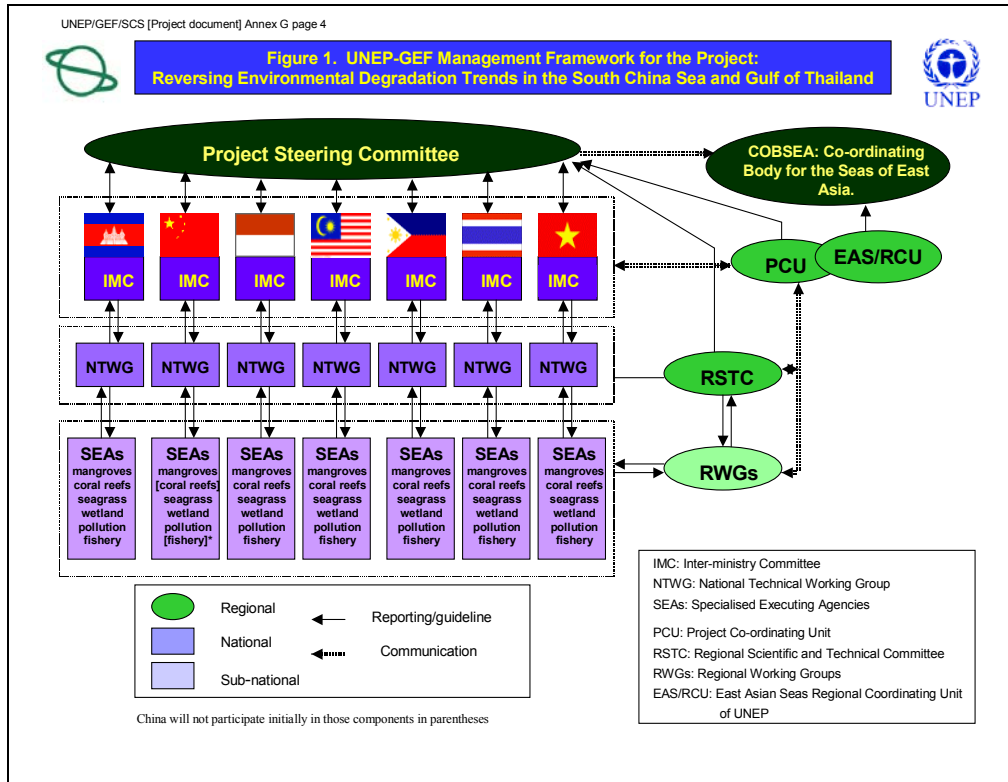 UNEP/GEF/SCS [Project document] Annex G page 4
Figure 1. UNEP-GEF Management Framework for the Project:
Reversing Environmental Degradation Trends in the South China Sea and Gulf of Thailand
UNEP
Project Steering Committee
COBSEA: Co-ordinating
Body for the Seas of East
Asia.
IMC
IMC
IMC
IMC
IMC
IMC
IMC
PCU
EAS/RCU
NTWG
NTWG
NTWG
NTWG
NTWG
NTWG
NTWG
RSTC
SEAs
mangroves
coral reefs
seagrass
wetland
pollution
fishery
SEAs
mangroves
[coral reefs]
seagrass
wetland
pollution
[fishery]*
SEAs
mangroves
coral reefs
seagrass
wetland
pollution
fishery
SEAs
mangroves
coral reefs
seagrass
wetland
pollution
fishery
SEAs
mangroves
coral reefs
seagrass
wetland
pollution
fishery
SEAs
mangroves
coral reefs
seagrass
wetland
pollution
fishery
SEAs
mangroves
coral reefs
seagrass
wetland
pollution
fishery
RWGs
Regional
National
Sub-national
Reporting/guideline
Communication
IMC: Inter-ministry Committee
NTWG: National Technical Working Group
SEAs: Specialised Executing Agencies
PCU: Project Co-ordinating Unit
RSTC: Regional Scientific and Technical Committee
RWGs: Regional Working Groups
EAS/RCU: East Asian Seas Regional Coordinating Unit
of UNEP
China will not participate initially in those components in parentheses